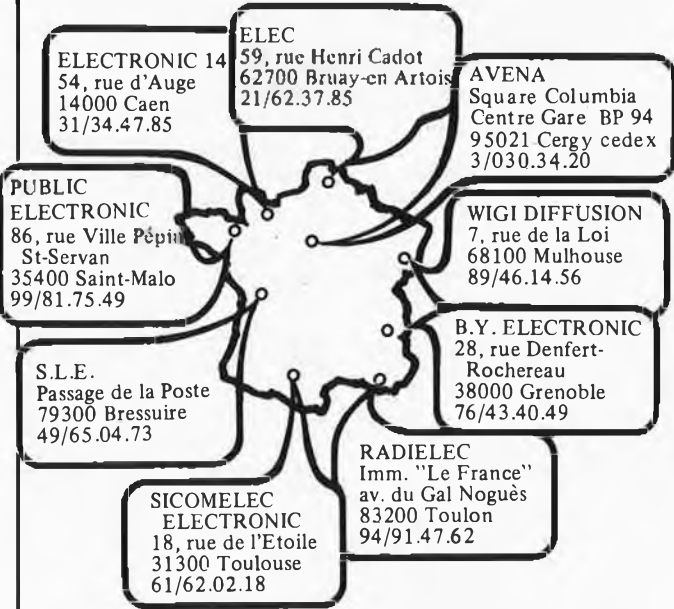 ELECTRONIC 14
54, rue d'Auge
14000 Caen
31/34.47.85
ELEC
59, rue Henri Cadot
62700 Bruay-en Artois
21/62.37.85
AVENA
Square Columbia
Centre Gare BP 94
95021 Cergy cedex
3/030.34.20
PUBLIC
ELECTRONIC
86, rue Ville Pépin
St-Servan
35400 Saint-Malo
99/81.75.49
WIGI DIFFUSION
7, rue de la Loi
68100 Mulhouse
89/46.14.56
B.Y. ELECTRONIC
28, rue Denfert-
Rochereau
38000 Grenoble
76/43.40.49
S.L.E.
Passage de la Poste
79300 Bressuire
49/65.04.73
RADIELEC
Imm. "Le France"
av. du Gal Noguès
83200 Toulon
94/91.47.62
SICOMELEC
ELECTRONIC
18, rue de l'Etoile
31300 Toulouse
61/62.02.18